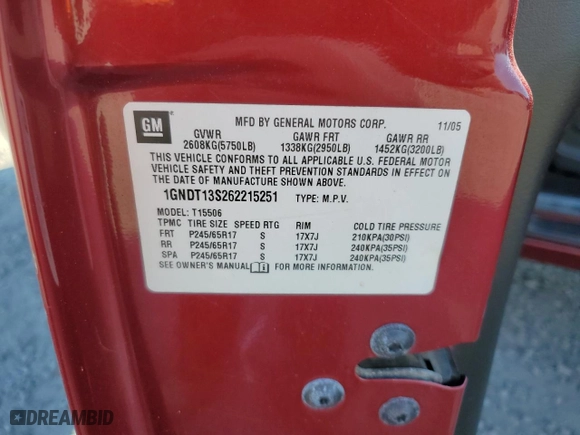 GM
MFD BY GENERAL MOTORS CORP. 11/05
GVWR GAWR FRT GAWR RR
2608KG(5750LB) 1338KG(2950LB) 1452KG(3200LB)
THIS VEHICLE CONFORMS TO ALL APPLICABLE U.S. FEDERAL MOTOR
VEHICLE SAFETY AND THEFT PREVENTION STANDARDS IN EFFECT ON
THE DATE OF MANUFACTURE SHOWN ABOVE.
1GNDT13S262215251 TYPE: M.P.V.
MODEL: T15506
TPMC TIRE SIZE SPEED RTG RIM COLD TIRE PRESSURE
FRT P245/65R17 S 17X7J 210KPA(30PSI)
RR P245/65R17 S 17X7J 240KPA(35PSI)
SPA P245/65R17 S 17X7J 240KPA(35PSI)
SEE OWNER'S MANUAL FOR MORE INFORMATION.
DREAMBID